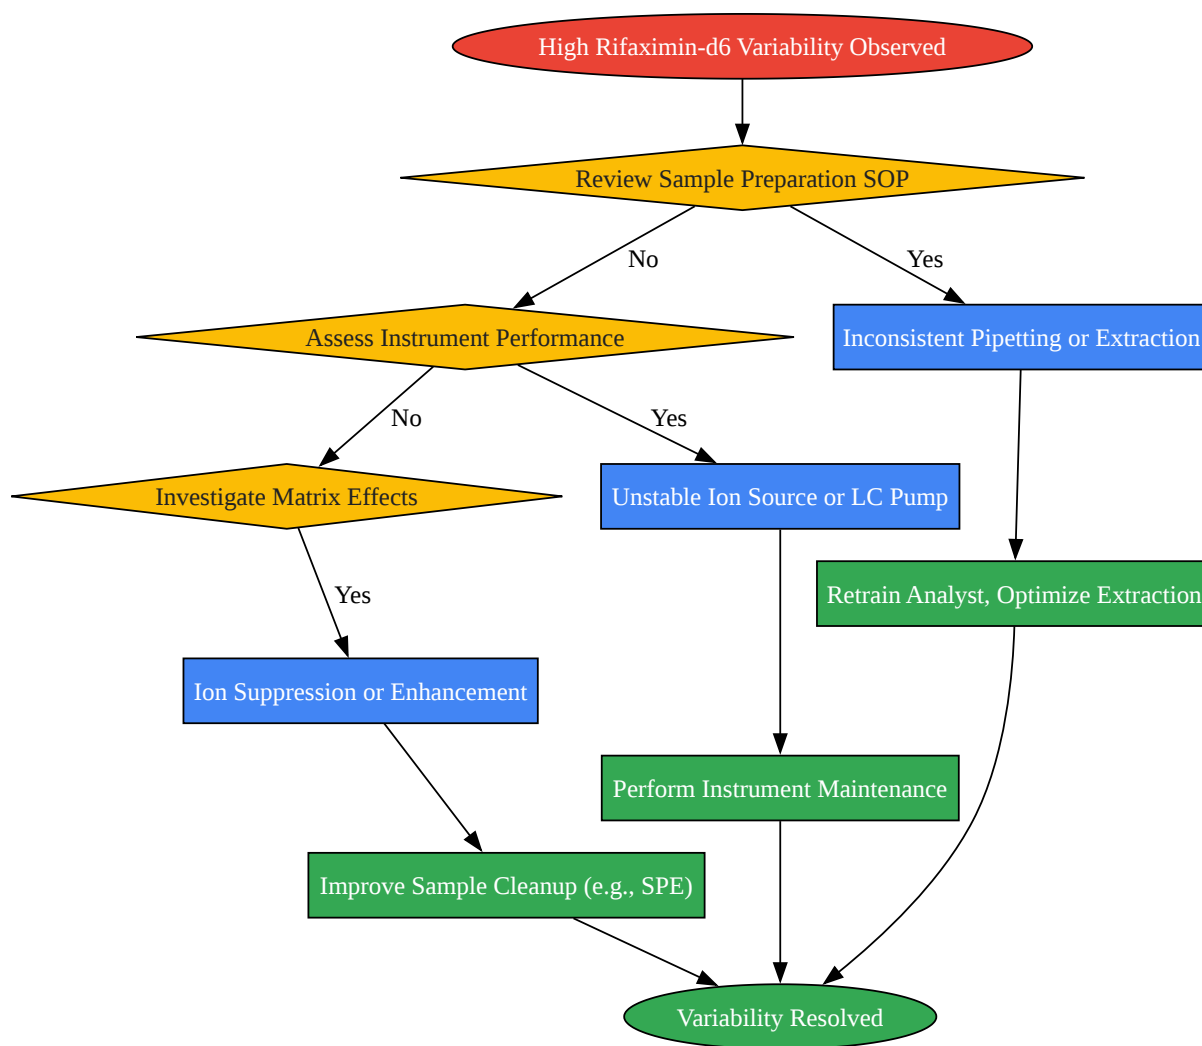 High Rifaximin-d6 Variability Observed
Review Sample Preparation SOP
No
Yes
Assess Instrument Performance
Inconsistent Pipetting or Extraction
No
Yes
Investigate Matrix Effects
Unstable Ion Source or LC Pump
Yes
Retrain Analyst, Optimize Extraction
Ion Suppression or Enhancement
Perform Instrument Maintenance
Improve Sample Cleanup (e.g., SPE)
Variability Resolved